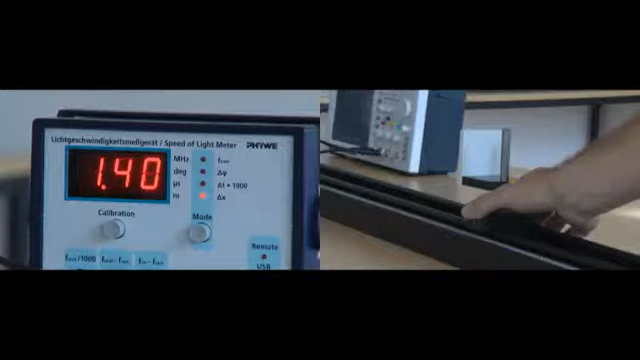 Lichtgeschwindigkeitsmeßgerät / Speed of Light Meter PHYWE
1.40
MHz
deg Δφ
µs Δt • 1000
m Δx
Calibration
Mode
Remote
USB